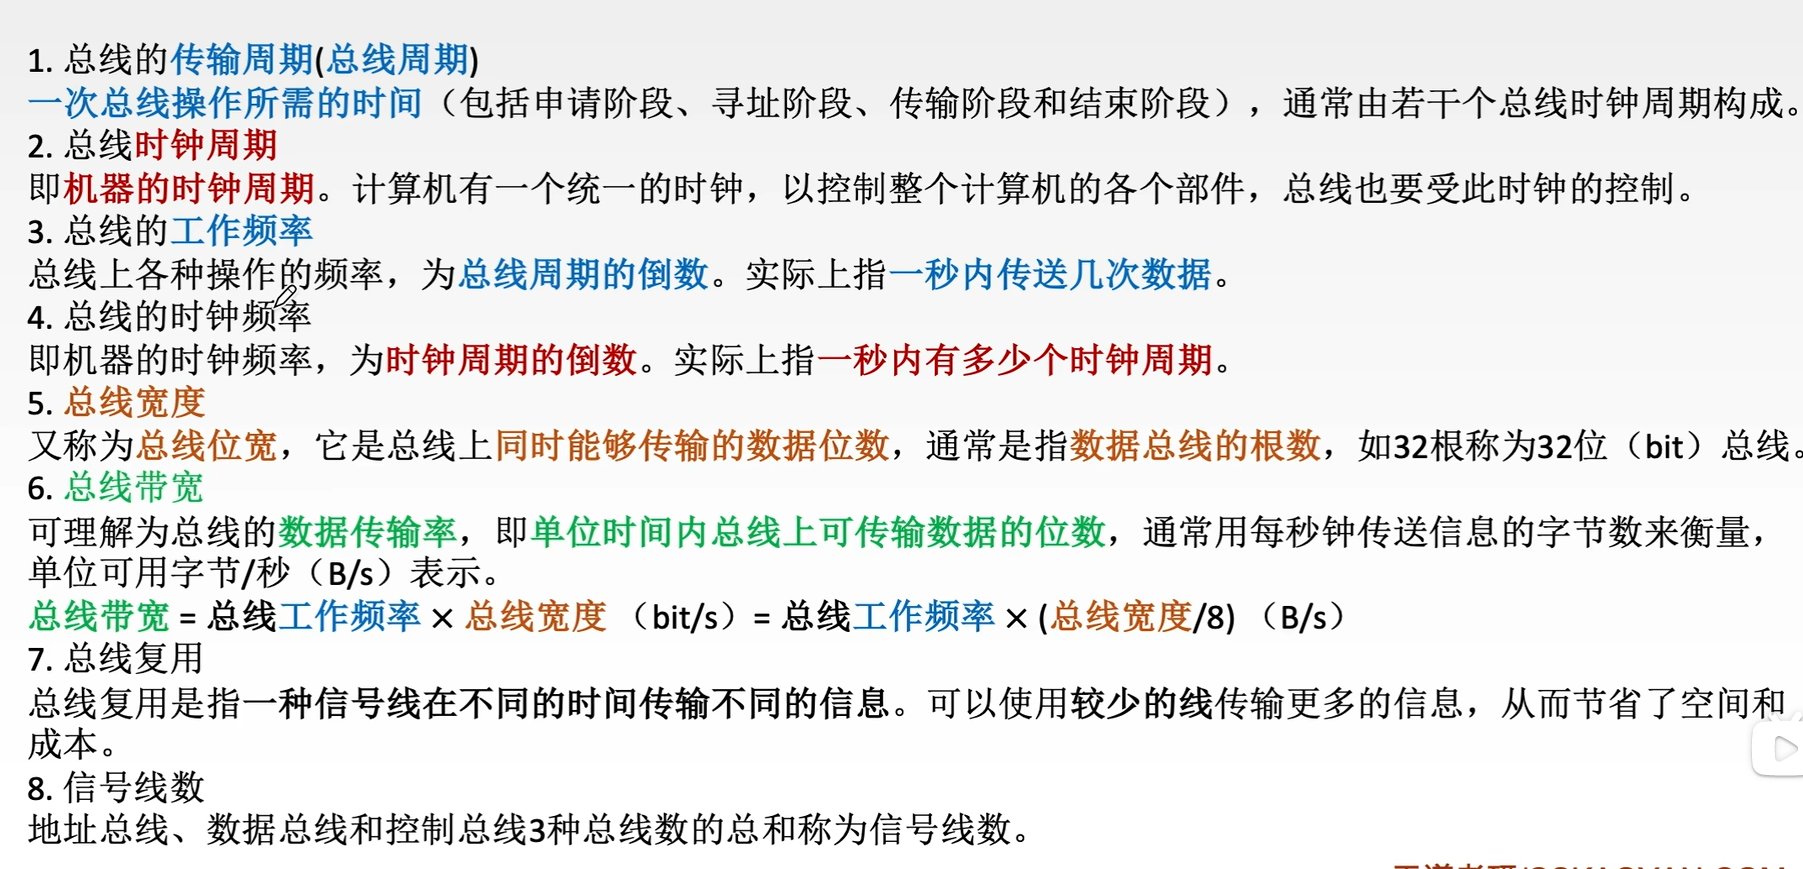 1. 总线的传输周期(总线周期)
一次总线操作所需的时间（包括申请阶段、寻址阶段、传输阶段和结束阶段），通常由若干个总线时钟周期构成。
2. 总线时钟周期
即机器的时钟周期。计算机有一个统一的时钟，以控制整个计算机的各个部件，总线也要受此时钟的控制。
3. 总线的工作频率
总线上各种操作的频率，为总线周期的倒数。实际上指一秒内传送几次数据。
4. 总线的时钟频率
即机器的时钟频率，为时钟周期的倒数。实际上指一秒内有多少个时钟周期。
5. 总线宽度
又称为总线位宽，它是总线上同时能够传输的数据位数，通常是指数据总线的根数，如32根称为32位（bit）总线。
6. 总线带宽
可理解为总线的数据传输率，即单位时间内总线上可传输数据的位数，通常用每秒钟传送信息的字节数来衡量，
单位可用字节/秒（B/s）表示。
总线带宽 = 总线工作频率 × 总线宽度 （bit/s）= 总线工作频率 × (总线宽度/8) （B/s）
7. 总线复用
总线复用是指一种信号线在不同的时间传输不同的信息。可以使用较少的线传输更多的信息，从而节省了空间和
成本。
8. 信号线数
地址总线、数据总线和控制总线3种总线数的总和称为信号线数。